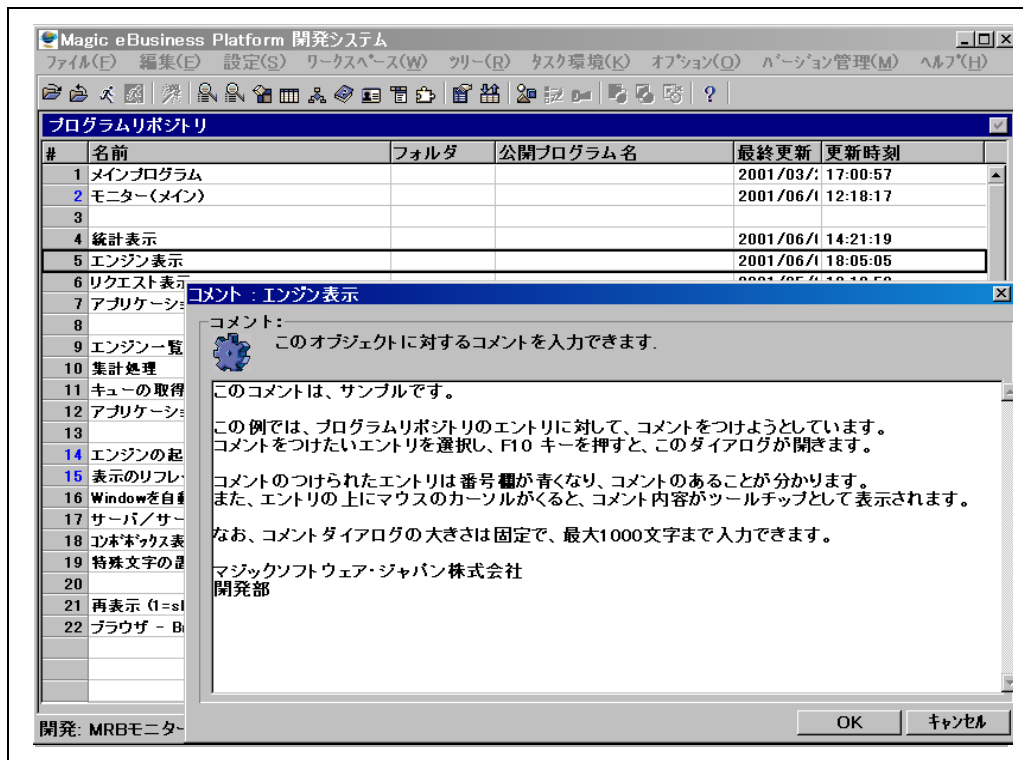 Magic eBusiness Platform 開発システム
ファイル(F) 編集(E) 設定(S) ワークスペース(W) ツリー(R) タスク環境(K) オプション(O) バージョン管理(M) ヘルプ(H)
プログラムリポジトリ
# 名前 フォルダ 公開プログラム名 最終更新 更新時刻
1 メインプログラム 2001/03/ 17:00:57
2 モニター(メイン) 2001/06/ 12:18:17
3
4 統計表示 2001/06/ 14:21:19
5 エンジン表示 2001/06/ 18:05:05
6 リクエスト表示
7 アプリケーショ
8
9 エンジン一覧
10 集計処理
11 キューの取得
12 アプリケーショ
13
14 エンジンの起
15 表示のリフレ
16 Windowを自動
17 サーバ/サー
18 コンボボックス表
19 特殊文字の置
20
21 再表示 (1=sl
22 ブラウザ - Br
コメント : エンジン表示
コメント:
このオブジェクトに対するコメントを入力できます.
このコメントは、サンプルです。
この例では、プログラムリポジトリのエントリに対して、コメントをつけようとしています。
コメントをつけたいエントリを選択し、F10 キーを押すと、このダイアログが開きます。
コメントのつけられたエントリは番号欄が青くなり、コメントのあることが分かります。
また、エントリの上にマウスのカーソルがくると、コメント内容がツールチップとして表示されます。
なお、コメントダイアログの大きさは固定で、最大1000文字まで入力できます。
マジックソフトウェア・ジャパン株式会社
開発部
OK キャンセル
開発: MRBモニター